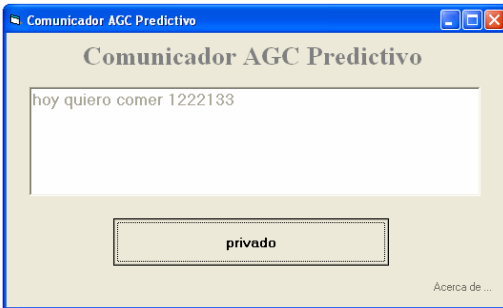 Comunicador AGC Predictivo
Comunicador AGC Predictivo
hoy quiero comer 1222133
privado
Acerca de ...